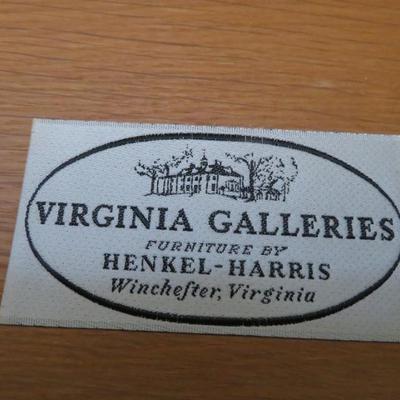 VIRGINIA GALLERIES
FURNITURE BY
HENKEL-HARRIS
Wincheſter, Virginia